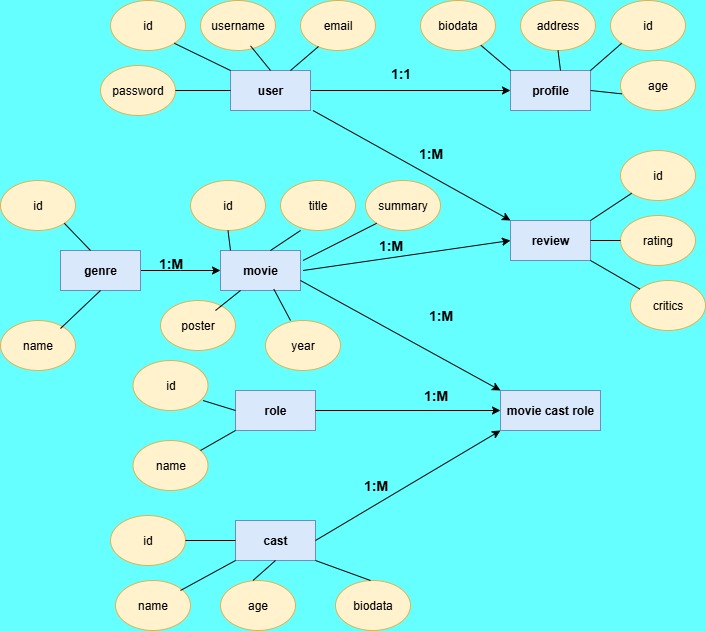 id
username
email
biodata
address
id
password
user
1:1
profile
age
1:M
id
id
title
summary
review
rating
genre
1:M
movie
1:M
critics
name
poster
year
1:M
id
role
1:M
movie cast role
name
1:M
id
cast
name
age
biodata